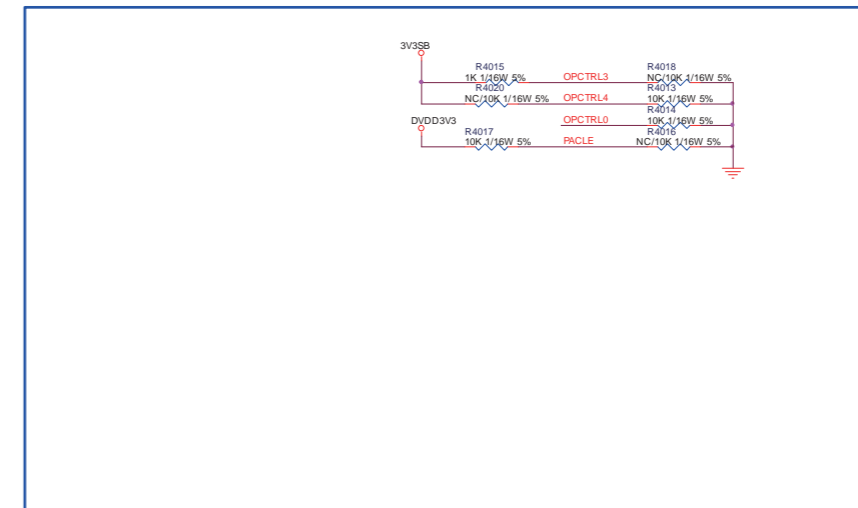 3V3SB
R4015 R4018
1K 1/16W 5% OPCTRL3 NC/10K 1/16W 5%
R4020 R4013
NC/10K 1/16W 5% OPCTRL4 10K 1/16W 5%
R4014
DVDD3V3 OPCTRL0 10K 1/16W 5%
R4017 R4016
10K 1/16W 5% PACLE NC/10K 1/16W 5%